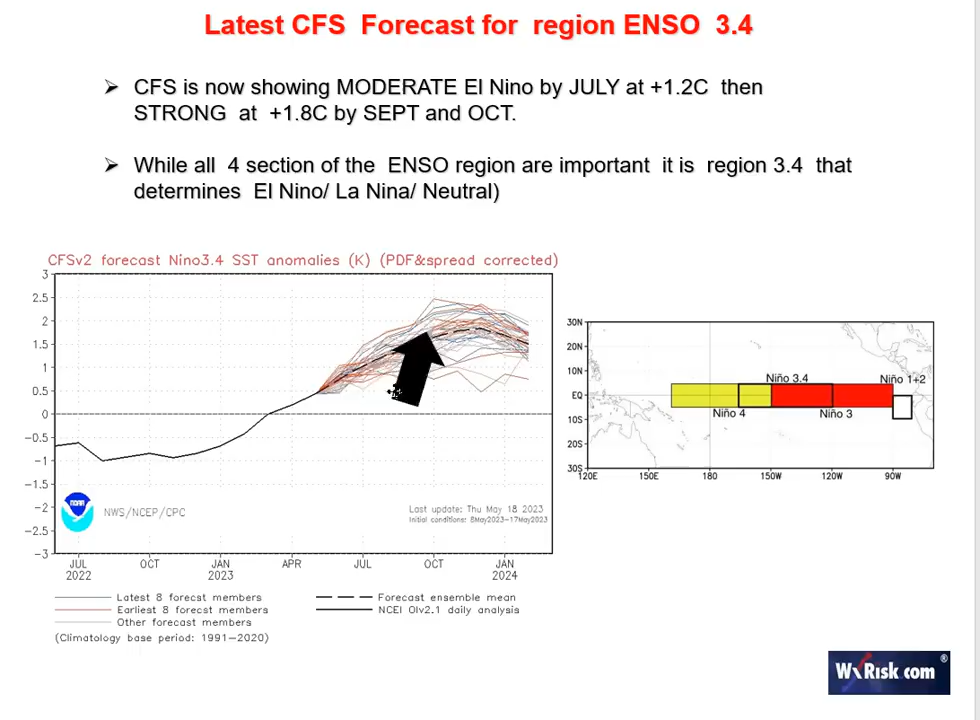 Latest CFS Forecast for region ENSO 3.4
CFS is now showing MODERATE El Nino by JULY at +1.2C then
STRONG at +1.8C by SEPT and OCT.
While all 4 section of the ENSO region are important it is region 3.4 that
determines El Nino/ La Nina/ Neutral)
CFSv2 forecast Nino3.4 SST anomalies (K) (PDF&spread corrected)
3
2.5
2
1.5
1
0.5
0
−0.5
−1
−1.5
−2
−2.5
−3
NOAA
NWS/NCEP/CPC
Last update: Thu May 18 2023
Initial conditions: 8May2023−17May2023
JUL OCT JAN APR JUL OCT JAN
2022 2023 2024
Latest 8 forecst members
Earliest 8 forecst members
Other forecast members
(Climatology base period: 1991−2020)
Forecast ensemble mean
NCEI OIv2.1 daily analysis
30N
20N
10N
EQ
10S
20S
30S
Niño 3.4
Niño 1+2
Niño 4
Niño 3
120E 150E 180 150W 120W 90W
WxRisk.com ®